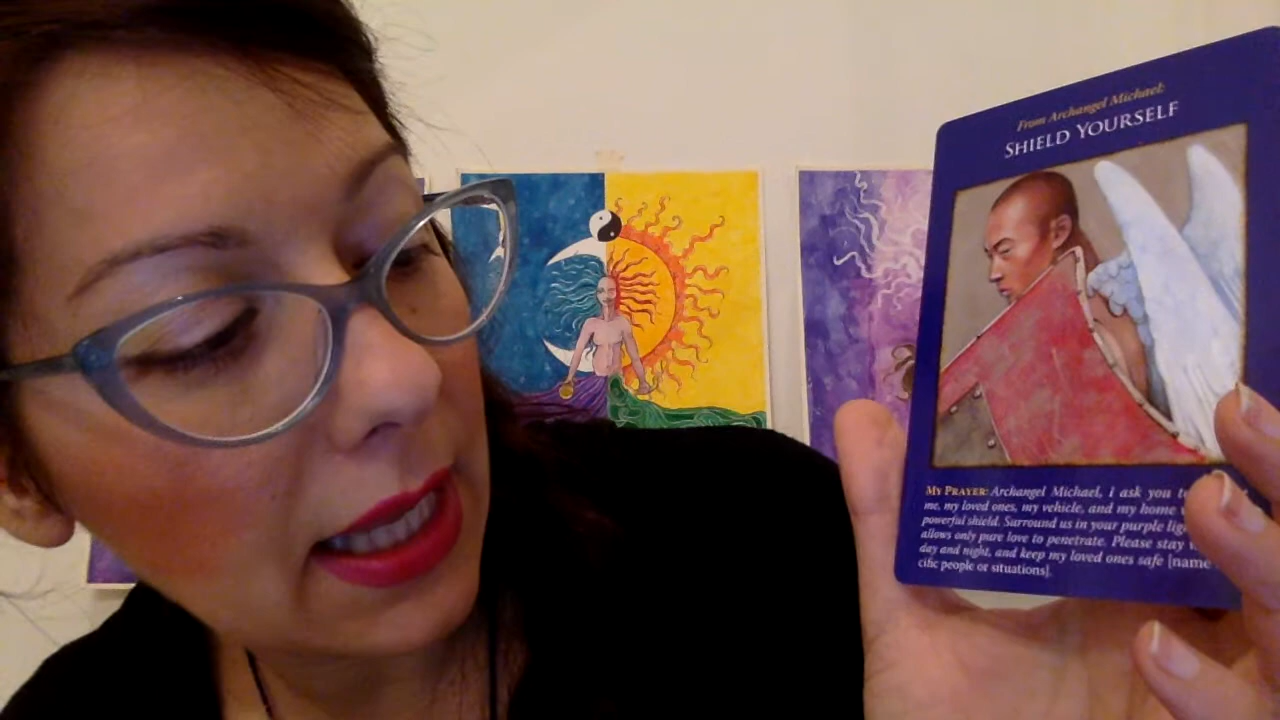 From Archangel Michael:
SHIELD YOURSELF
MY PRAYER: Archangel Michael, I ask you
me, my loved ones, my vehicle, and my home
powerful shield. Surround us in your purple
allows only pure love to penetrate. Please stay
day and night, and keep my loved ones safe [name
cific people or situations].